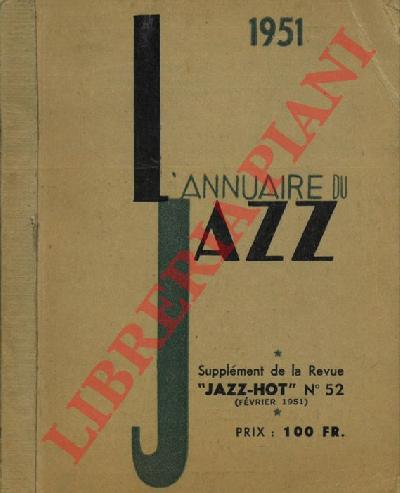 1951
L'ANNUAIRE DU
JAZZ
Supplément de la Revue
"JAZZ-HOT" N° 52
(FÉVRIER 1951)
PRIX : 100 FR.
LIBRERIA PIANI